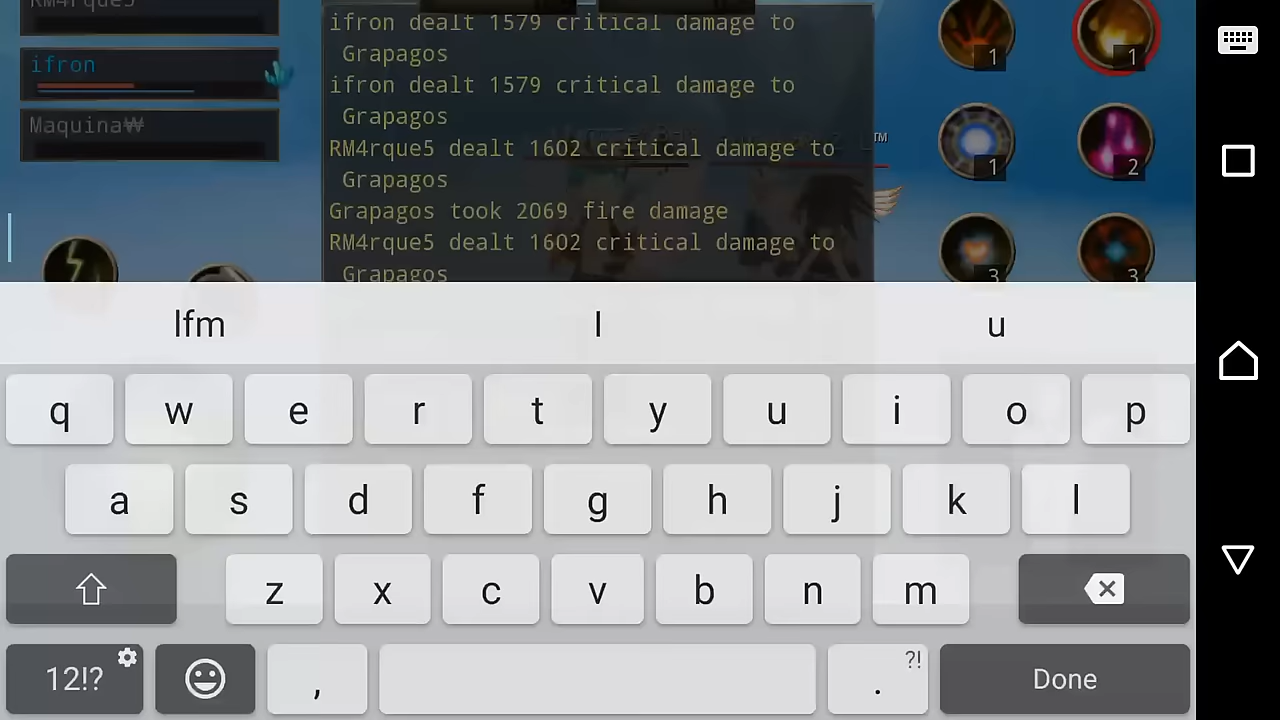 RM4rque5
ifron
Maquina₩
ifron dealt 1579 critical damage to
Grapagos
ifron dealt 1579 critical damage to
Grapagos
RM4rque5 dealt 1602 critical damage to
Grapagos
Grapagos took 2069 fire damage
RM4rque5 dealt 1602 critical damage to
Grapagos
TM
1 1
1 2
3 3
lfm I u
q w e r t y u i o p
a s d f g h j k l
z x c v b n m
12!? , . ?! Done